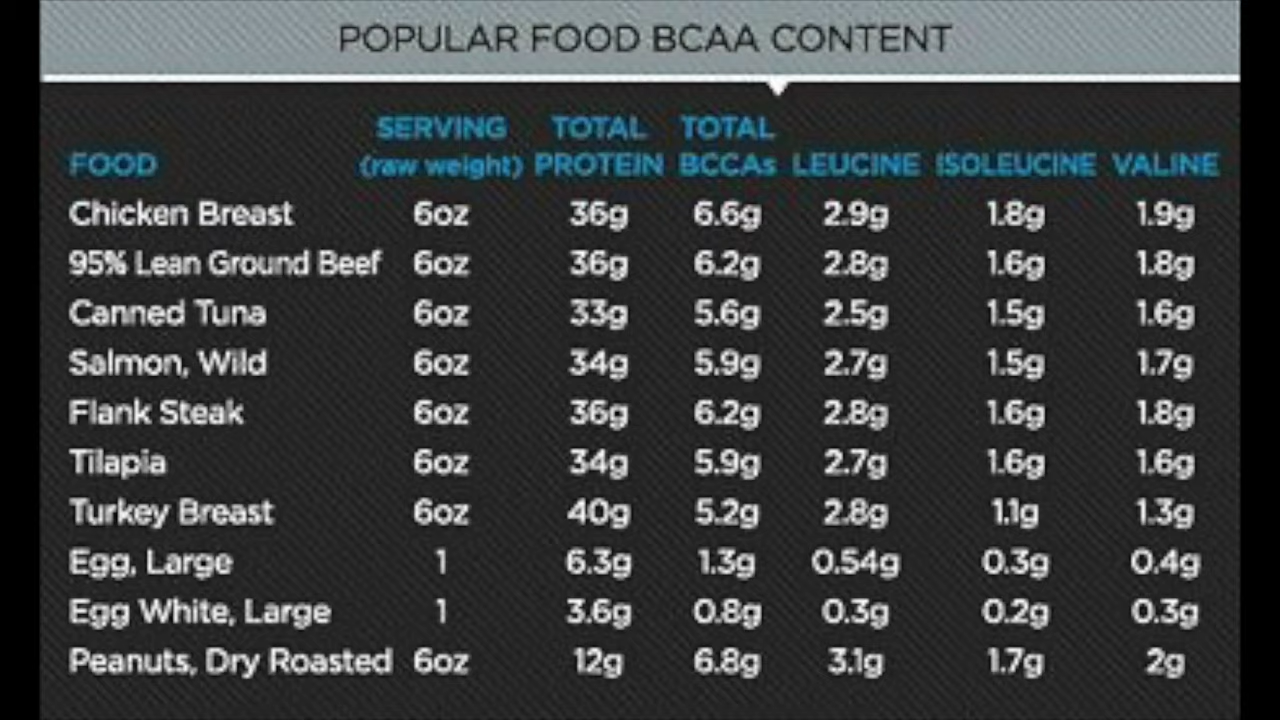 POPULAR FOOD BCAA CONTENT
SERVING TOTAL TOTAL
FOOD (raw weight) PROTEIN BCCAs LEUCINE ISOLEUCINE VALINE
Chicken Breast 6oz 36g 6.6g 2.9g 1.8g 1.9g
95% Lean Ground Beef 6oz 36g 6.2g 2.8g 1.6g 1.8g
Canned Tuna 6oz 33g 5.6g 2.5g 1.5g 1.6g
Salmon, Wild 6oz 34g 5.9g 2.7g 1.5g 1.7g
Flank Steak 6oz 36g 6.2g 2.8g 1.6g 1.8g
Tilapia 6oz 34g 5.9g 2.7g 1.6g 1.6g
Turkey Breast 6oz 40g 5.2g 2.8g 1.1g 1.3g
Egg, Large 1 6.3g 1.3g 0.54g 0.3g 0.4g
Egg White, Large 1 3.6g 0.8g 0.3g 0.2g 0.3g
Peanuts, Dry Roasted 6oz 12g 6.8g 3.1g 1.7g 2g